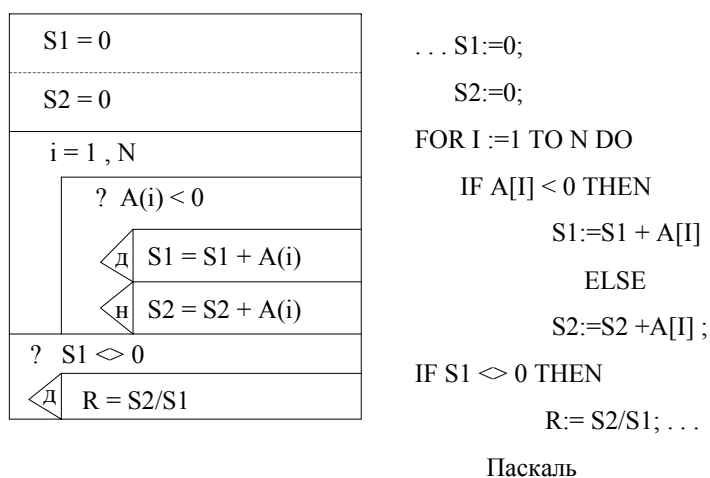 S1 = 0
S2 = 0
i = 1 , N
? A(i) < 0
д S1 = S1 + A(i)
н S2 = S2 + A(i)
? S1 <> 0
д R = S2/S1
. . . S1:=0;
S2:=0;
FOR I :=1 TO N DO
IF A[I] < 0 THEN
S1:=S1 + A[I]
ELSE
S2:=S2 +A[I] ;
IF S1 <> 0 THEN
R:= S2/S1; . . .
Паскаль